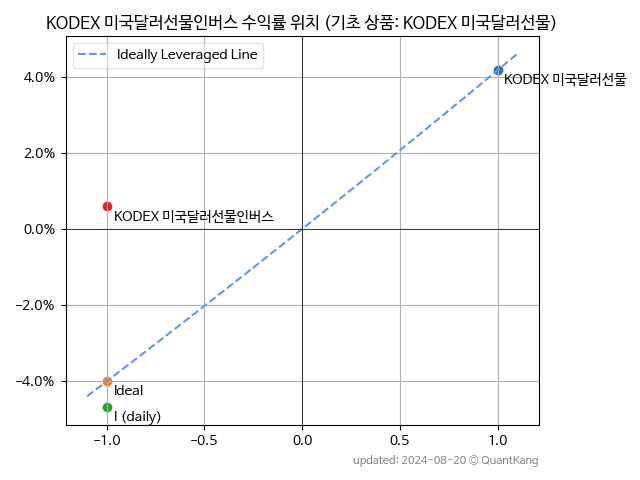 KODEX 미국달러선물인버스 수익률 위치 (기초 상품: KODEX 미국달러선물)
Ideally Leveraged Line
4.0%
KODEX 미국달러선물
2.0%
KODEX 미국달러선물인버스
0.0%
-2.0%
-4.0%
Ideal
I (daily)
-1.0 -0.5 0.0 0.5 1.0
updated: 2024-08-20 © QuantKang